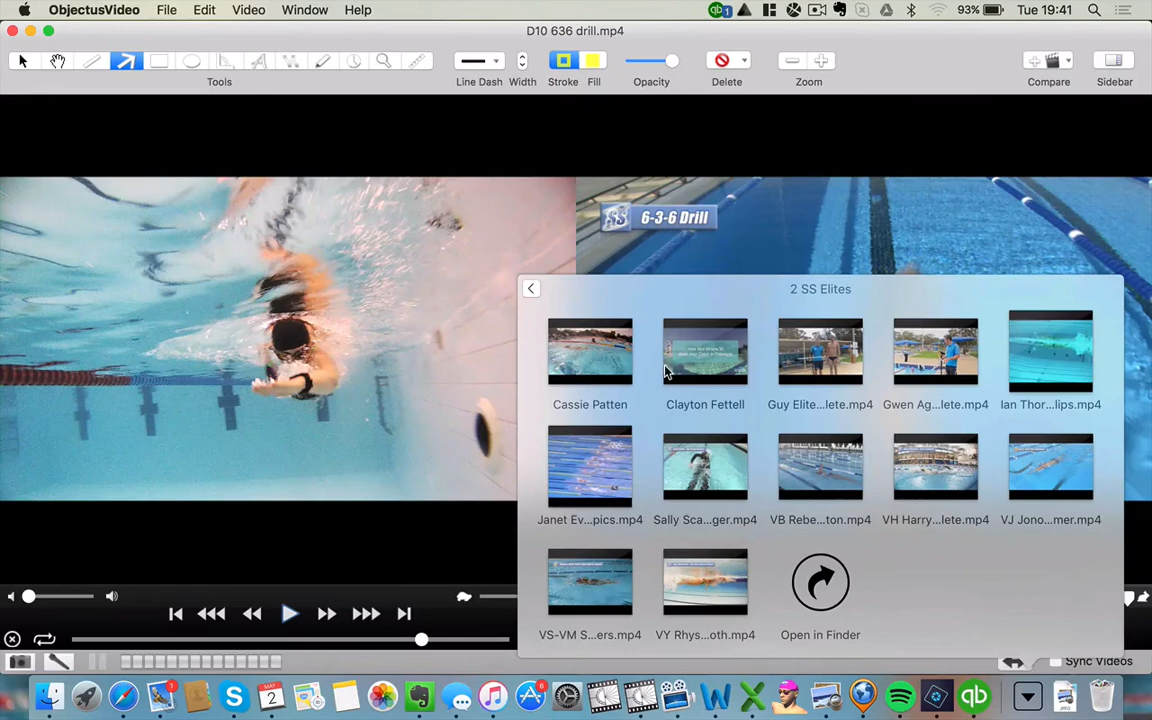 ObjectusVideo File Edit Video Window Help 1 93% Tue 19:41
D10 636 drill.mp4
Tools Line Dash Width Stroke Fill Opacity Delete Zoom Compare Sidebar
SS 6-3-6 Drill
2 SS Elites
Cassie Patten Clayton Fettell Guy Elite...lete.mp4 Gwen Ag...lete.mp4 Ian Thor...lips.mp4
Janet Ev...pics.mp4 Sally Sca...ger.mp4 VB Rebe...ton.mp4 VH Harry...lete.mp4 VJ Jono...mer.mp4
VS-VM S...ers.mp4 VY Rhys...oth.mp4 Open in Finder
Sync Videos